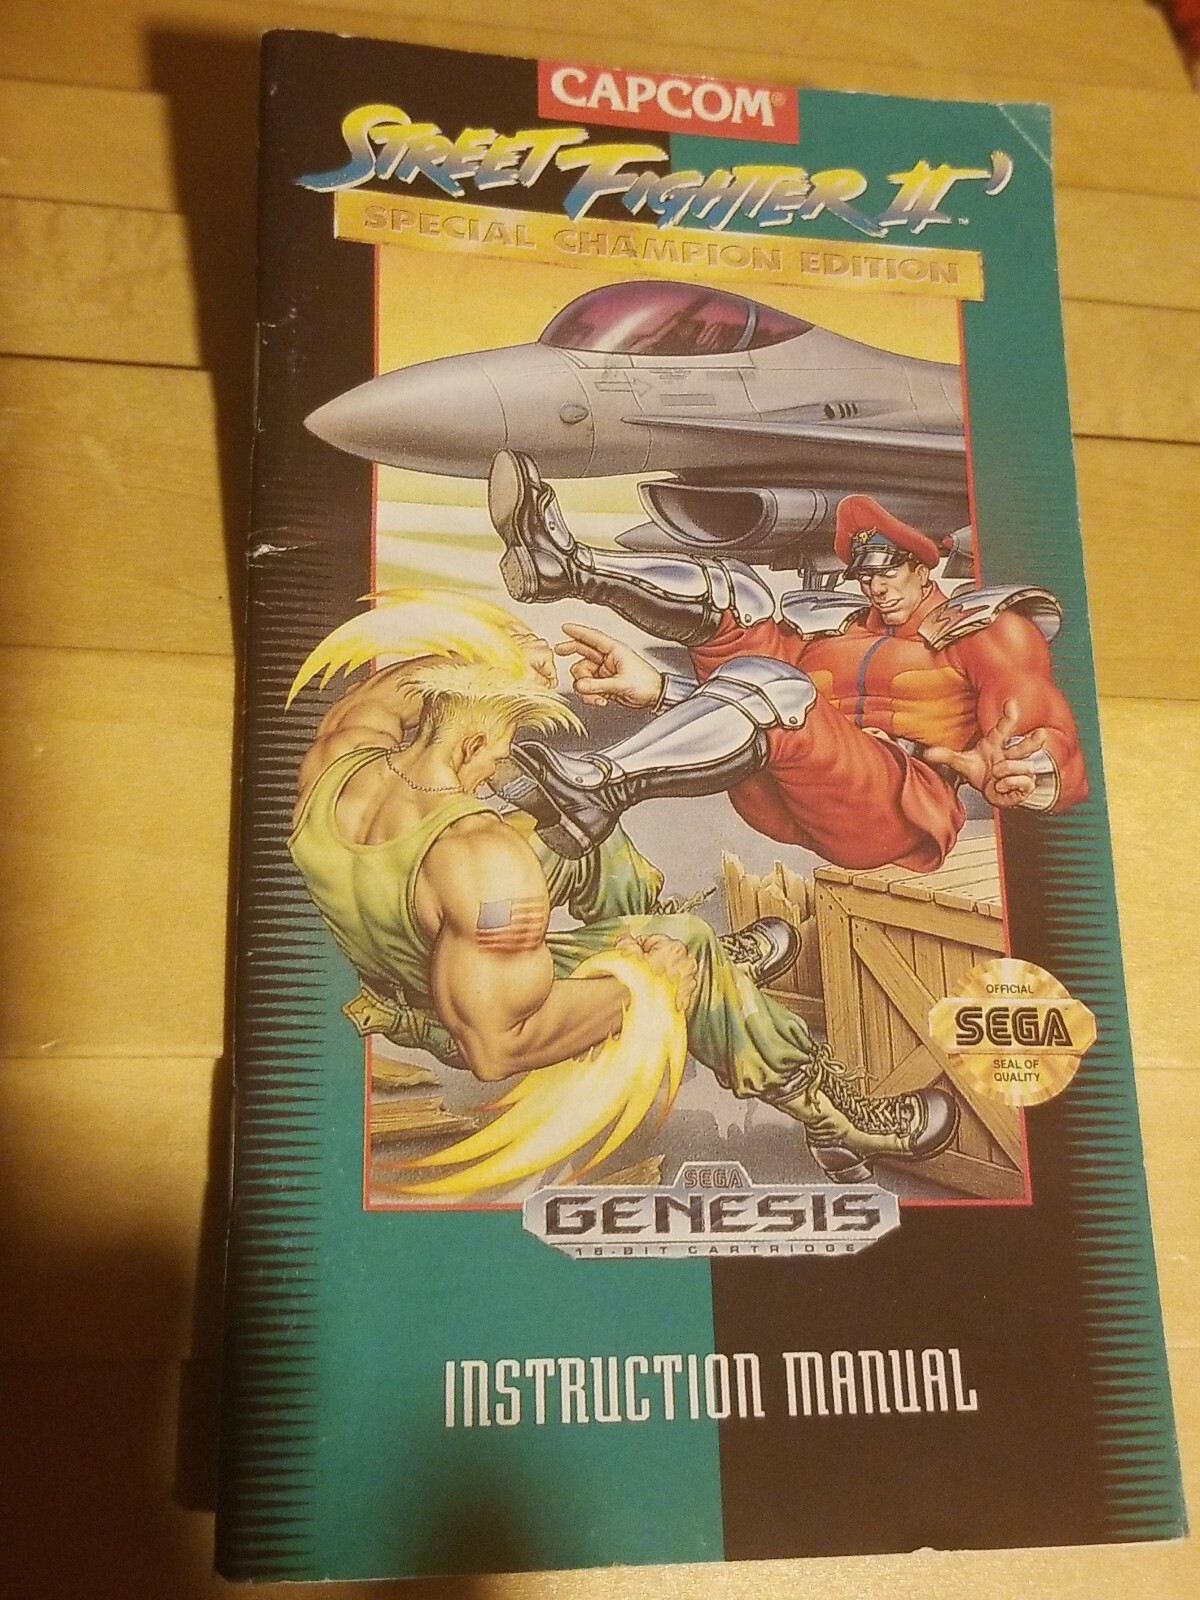 CAPCOM®
STREET FIGHTER II'™
SPECIAL CHAMPION EDITION
OFFICIAL
SEGA
SEAL OF
QUALITY
SEGA
GENESIS
16-BIT CARTRIDGE
INSTRUCTION MANUAL